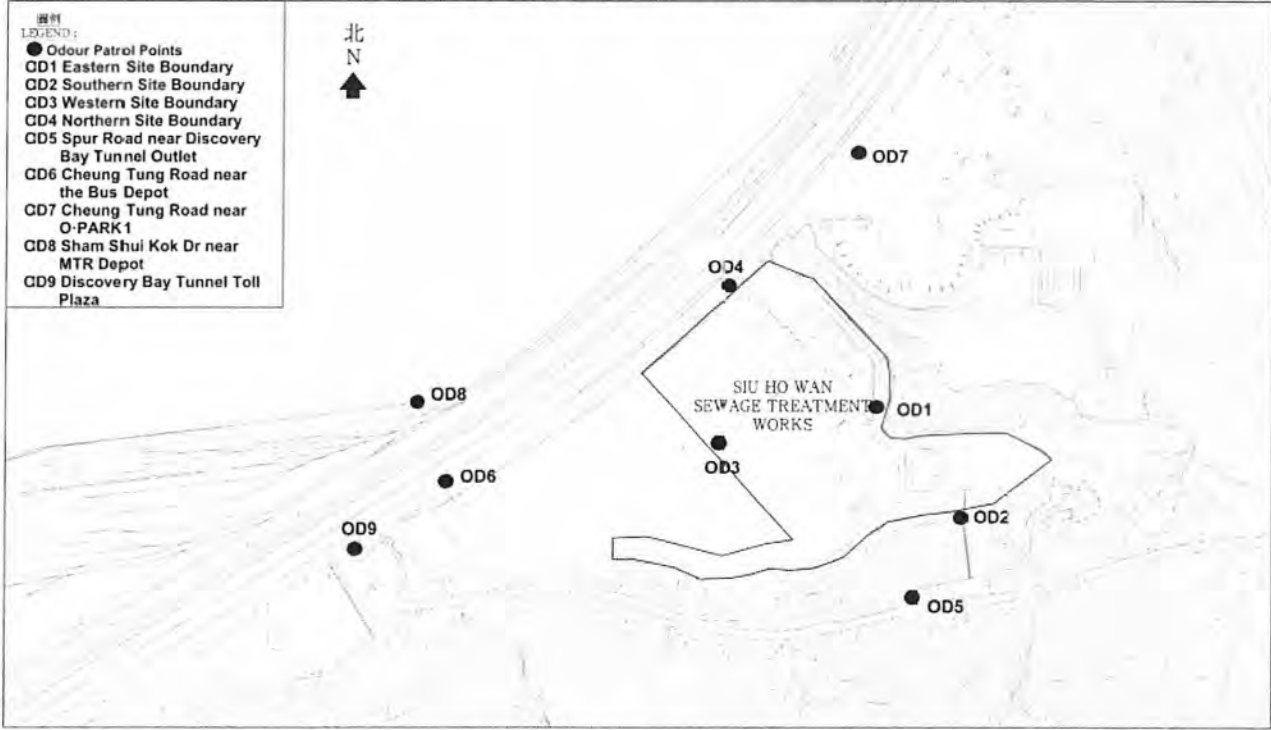 圖例
LEGEND :
Odour Patrol Points
OD1 Eastern Site Boundary
OD2 Southern Site Boundary
OD3 Western Site Boundary
OD4 Northern Site Boundary
OD5 Spur Road near Discovery
Bay Tunnel Outlet
OD6 Cheung Tung Road near
the Bus Depot
OD7 Cheung Tung Road near
O·PARK1
OD8 Sham Shui Kok Dr near
MTR Depot
OD9 Discovery Bay Tunnel Toll
Plaza
北
N
OD7
OD4
OD8
SIU HO WAN
SEWAGE TREATMENT
WORKS
OD1
OD3
OD6
OD2
OD9
OD5